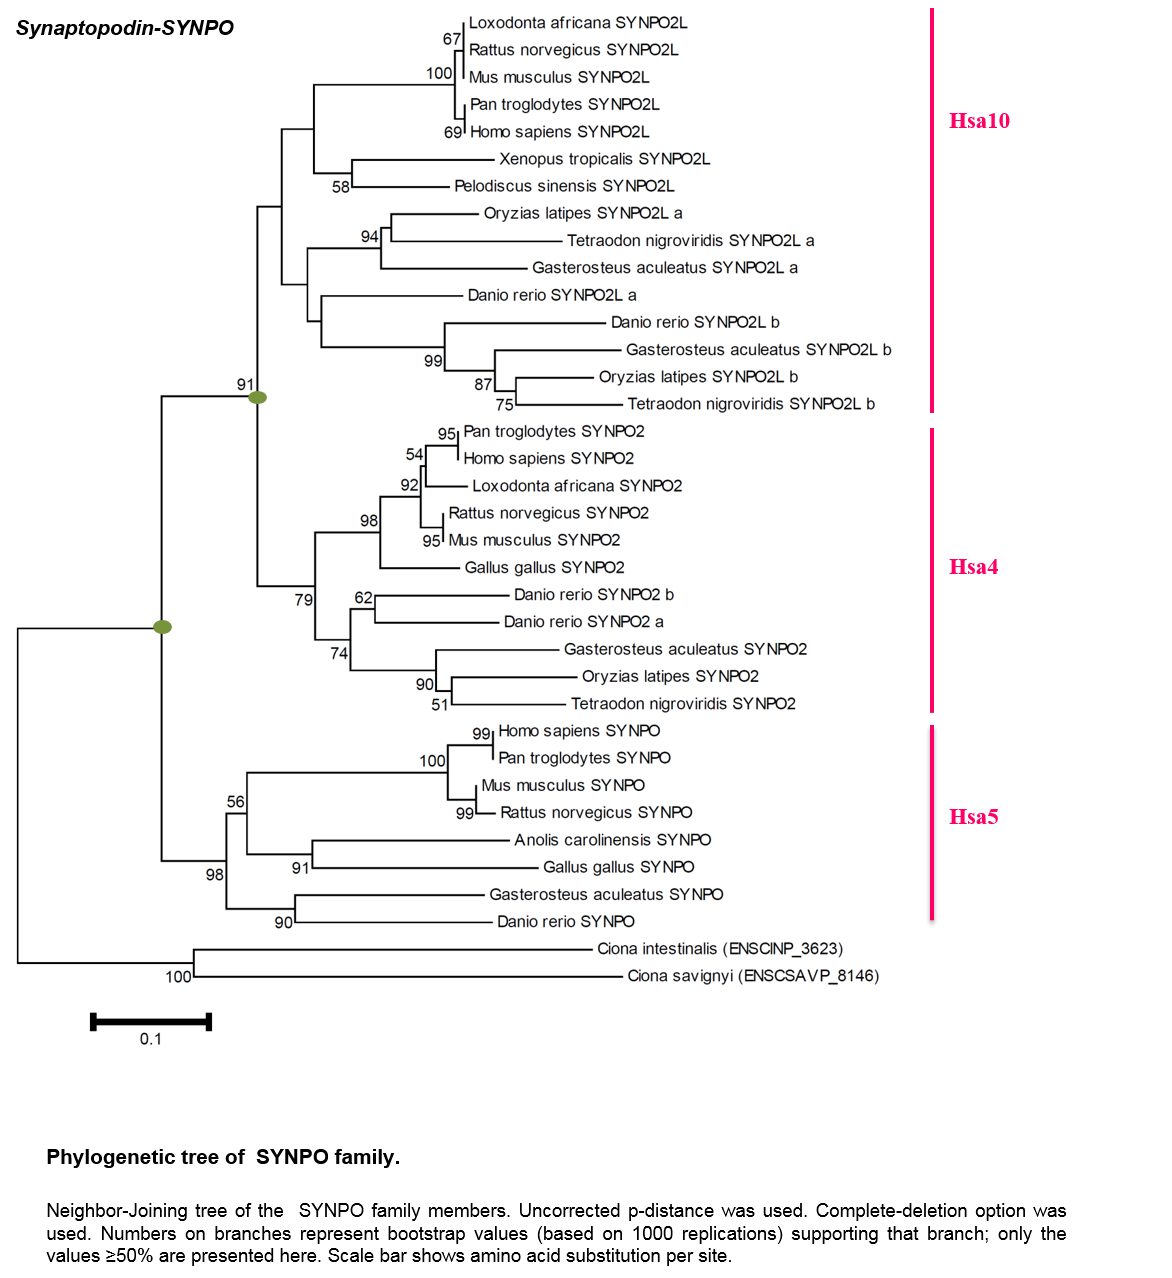 Synaptopodin-SYNPO
Loxodonta africana SYNPO2L
67
Rattus norvegicus SYNPO2L
100
Mus musculus SYNPO2L
Pan troglodytes SYNPO2L
Hsa10
69
Homo sapiens SYNPO2L
Xenopus tropicalis SYNPO2L
58
Pelodiscus sinensis SYNPO2L
Oryzias latipes SYNPO2L a
94
Tetraodon nigroviridis SYNPO2L a
Gasterosteus aculeatus SYNPO2L a
Danio rerio SYNPO2L a
Danio rerio SYNPO2L b
99
Gasterosteus aculeatus SYNPO2L b
87
Oryzias latipes SYNPO2L b
91
75
Tetraodon nigroviridis SYNPO2L b
95
Pan troglodytes SYNPO2
54
Homo sapiens SYNPO2
92
Loxodonta africana SYNPO2
98
Rattus norvegicus SYNPO2
95
Mus musculus SYNPO2
Gallus gallus SYNPO2
Hsa4
79
62
Danio rerio SYNPO2 b
Danio rerio SYNPO2 a
74
Gasterosteus aculeatus SYNPO2
90
Oryzias latipes SYNPO2
51
Tetraodon nigroviridis SYNPO2
99
Homo sapiens SYNPO
100
Pan troglodytes SYNPO
Mus musculus SYNPO
56
99
Rattus norvegicus SYNPO
Hsa5
Anolis carolinensis SYNPO
91
Gallus gallus SYNPO
98
Gasterosteus aculeatus SYNPO
90
Danio rerio SYNPO
Ciona intestinalis (ENSCINP_3623)
100
Ciona savignyi (ENSCSAVP_8146)
0.1
Phylogenetic tree of SYNPO family.
Neighbor-Joining tree of the SYNPO family members. Uncorrected p-distance was used. Complete-deletion option was
used. Numbers on branches represent bootstrap values (based on 1000 replications) supporting that branch; only the
values ≥50% are presented here. Scale bar shows amino acid substitution per site.